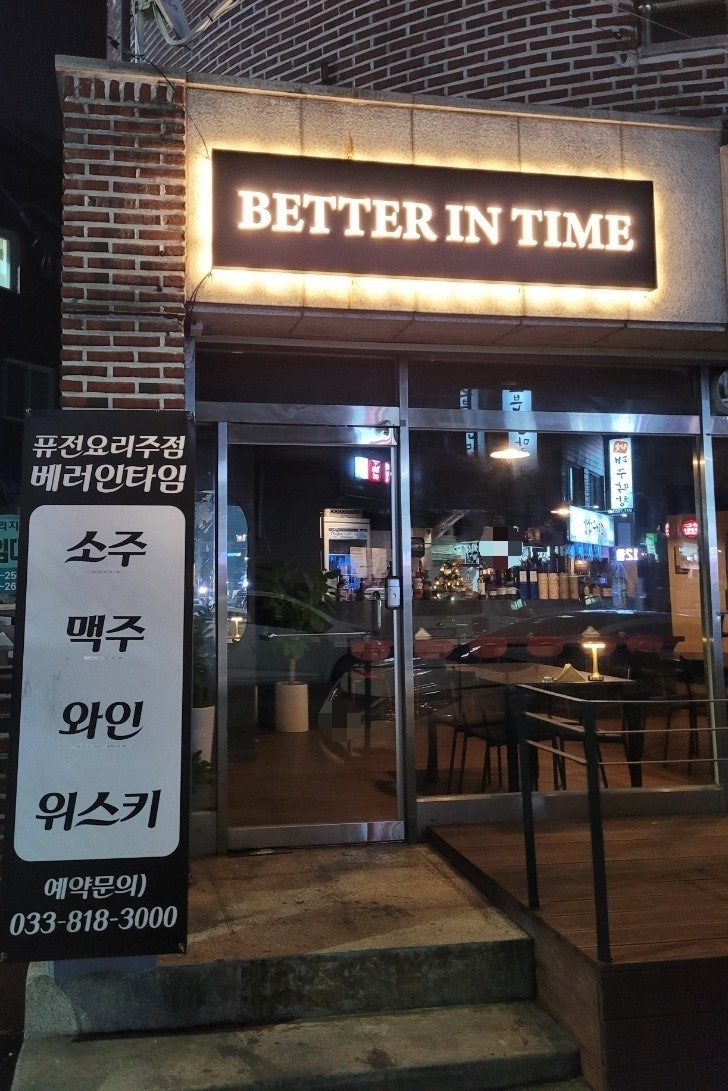 BETTER IN TIME
퓨전요리주점
베러인타임
소주
맥주
와인
위스키
예약문의)
033-818-3000